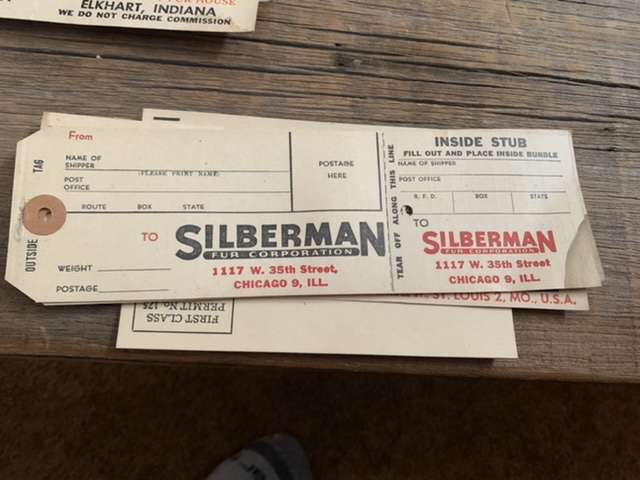 FUR HOUSE
ELKHART, INDIANA
WE DO NOT CHARGE COMMISSION
OUTSIDE TAG
From
NAME OF
SHIPPER
(PLEASE PRINT NAME)
POST
OFFICE
ROUTE BOX STATE
POSTAGE
HERE
TO SILBERMAN
FUR CORPORATION
1117 W. 35th Street,
CHICAGO 9, ILL.
WEIGHT
POSTAGE
TEAR OFF ALONG THIS LINE
INSIDE STUB
FILL OUT AND PLACE INSIDE BUNDLE
NAME OF SHIPPER
POST OFFICE
R. F. D. BOX STATE
TO
SILBERMAN
FUR CORPORATION
1117 W. 35th Street
CHICAGO 9, ILL.
ST. LOUIS 2, MO., U.S.A.
FIRST CLASS
PERMIT No. 175